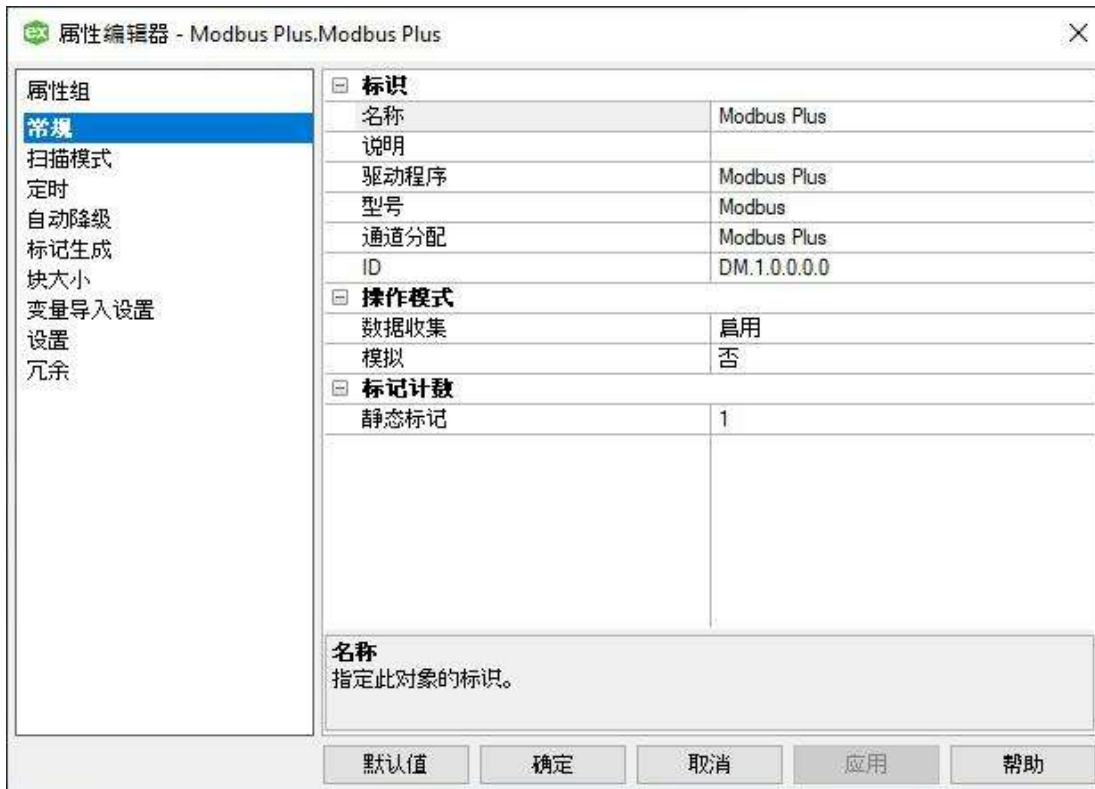 属性编辑器 - Modbus Plus.Modbus Plus
属性组
常规
扫描模式
定时
自动降级
标记生成
块大小
变量导入设置
设置
冗余
标识
名称 Modbus Plus
说明
驱动程序 Modbus Plus
型号 Modbus
通道分配 Modbus Plus
ID DM.1.0.0.0.0
操作模式
数据收集 启用
模拟 否
标记计数
静态标记 1
名称
指定此对象的标识。
默认值 确定 取消 应用 帮助